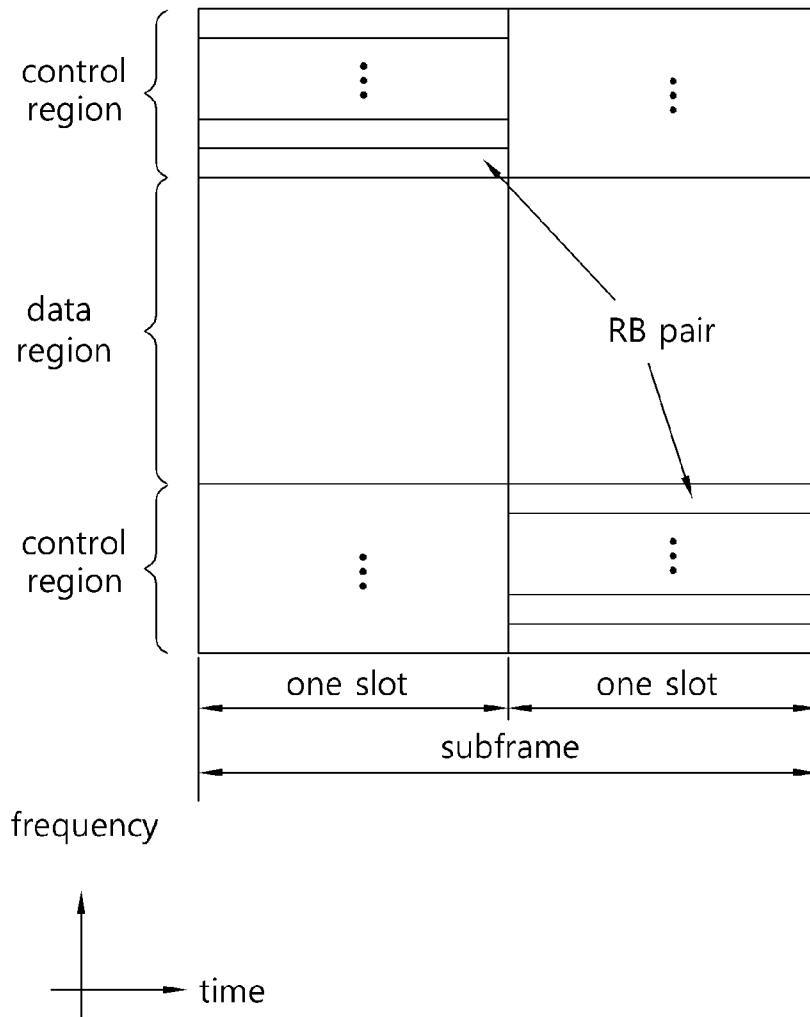 control
region
data
region
RB pair
control
region
one slot
one slot
subframe
frequency
time